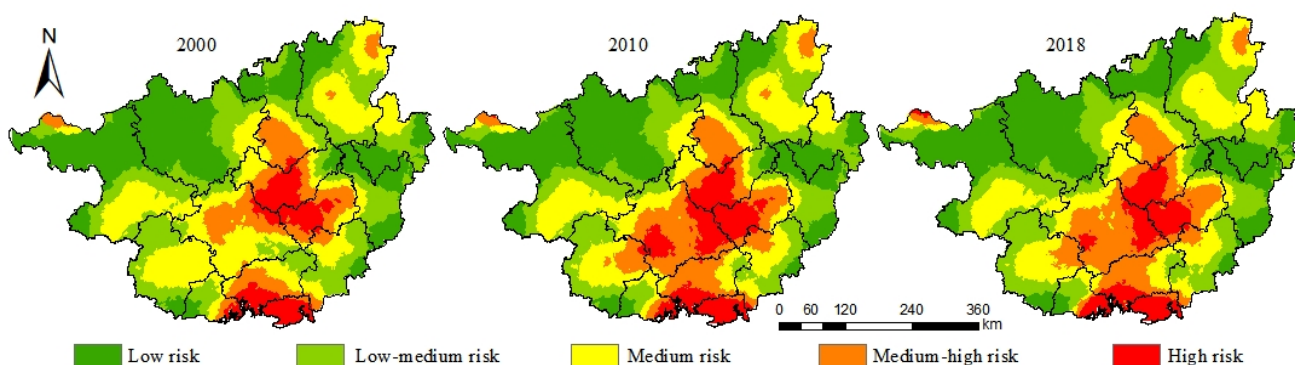 N
2000
2010
2018
0 60 120 240 360
km
Low risk
Low-medium risk
Medium risk
Medium-high risk
High risk